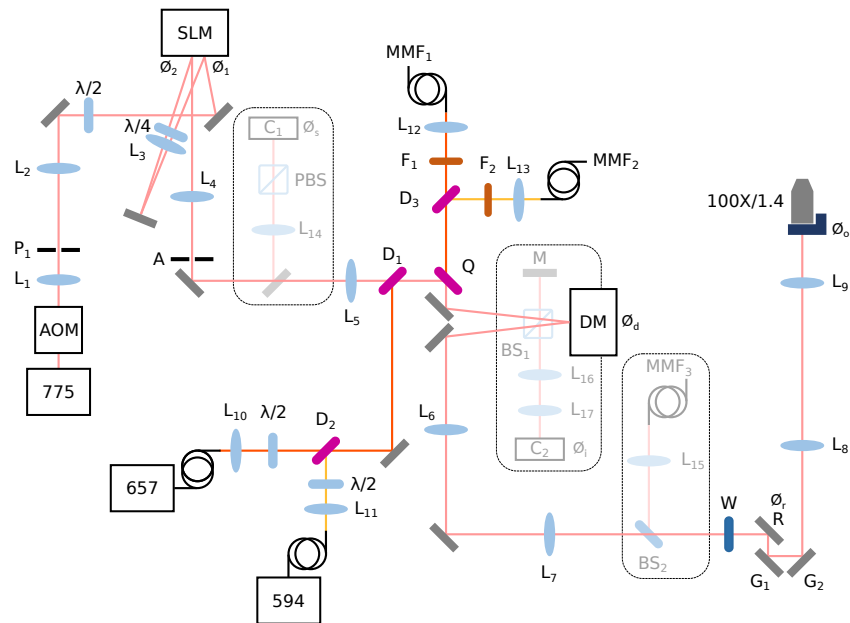 SLM
Ø₂
Ø₁
MMF₁
λ/2
λ/4
L₃
C₁
Øₛ
L₁₂
L₂
PBS
F₁
F₂
L₁₃
MMF₂
L₄
D₃
100X/1.4
L₁₄
Øₒ
P₁
A
D₁
Q
M
L₁
L₉
AOM
L₅
DM
Ø_d
BS₁
775
MMF₃
L₁₆
L₁₀
λ/2
D₂
L₆
L₁₇
C₂
Øᵢ
L₈
L₁₅
657
λ/2
L₁₁
W
Øᵣ
R
L₇
BS₂
G₁
G₂
594